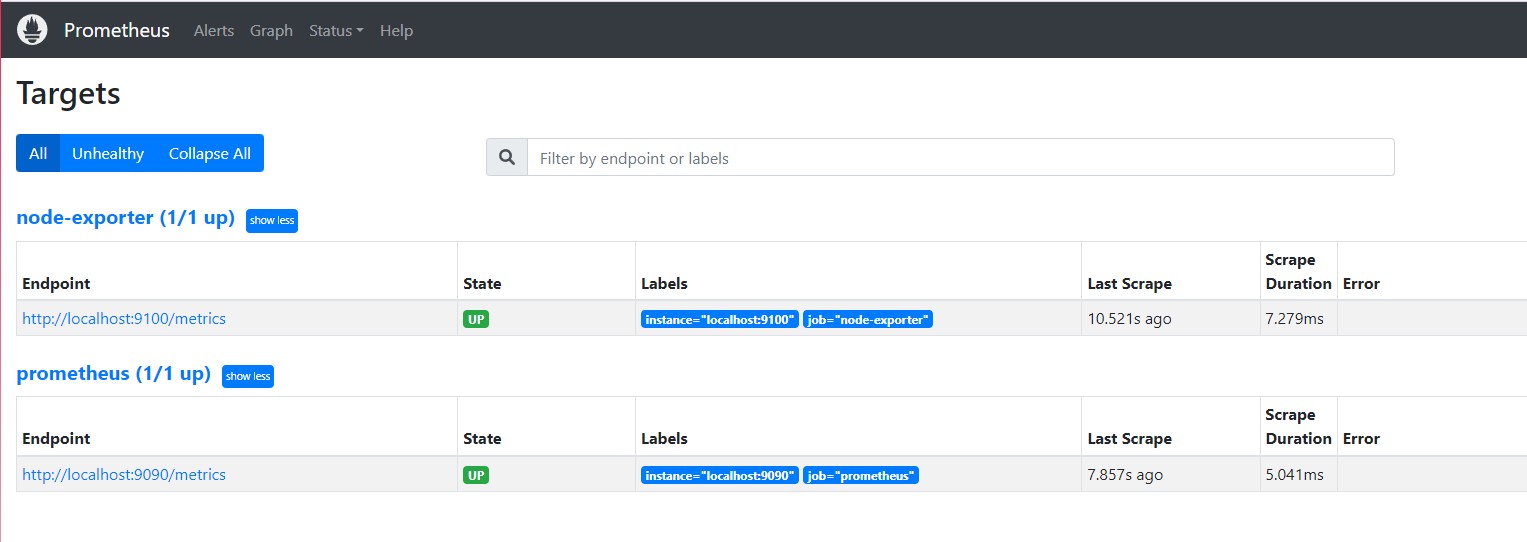 Prometheus Alerts Graph Status Help
Targets
All Unhealthy Collapse All
Filter by endpoint or labels
node-exporter (1/1 up) show less
Endpoint State Labels Last Scrape Scrape Duration Error
http://localhost:9100/metrics UP instance="localhost:9100" job="node-exporter" 10.521s ago 7.279ms
prometheus (1/1 up) show less
Endpoint State Labels Last Scrape Scrape Duration Error
http://localhost:9090/metrics UP instance="localhost:9090" job="prometheus" 7.857s ago 5.041ms